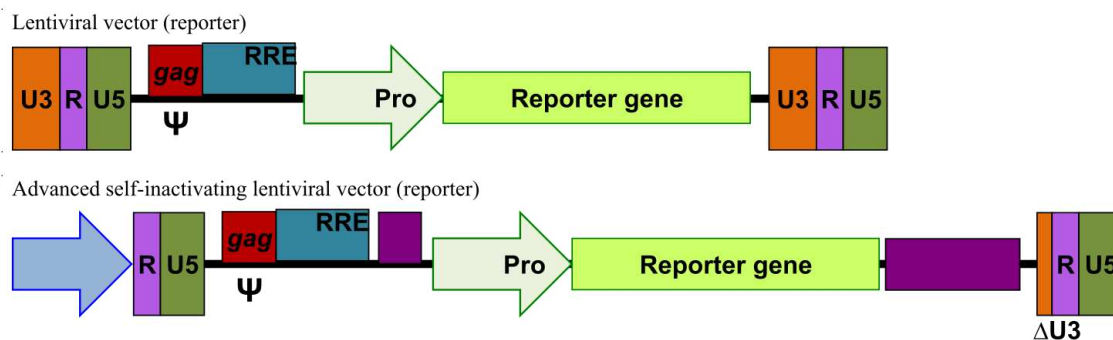 Lentiviral vector (reporter)
U3 R U5 gag RRE Pro Reporter gene U3 R U5
Ψ
Advanced self-inactivating lentiviral vector (reporter)
R U5 gag RRE Pro Reporter gene R U5
Ψ
ΔU3